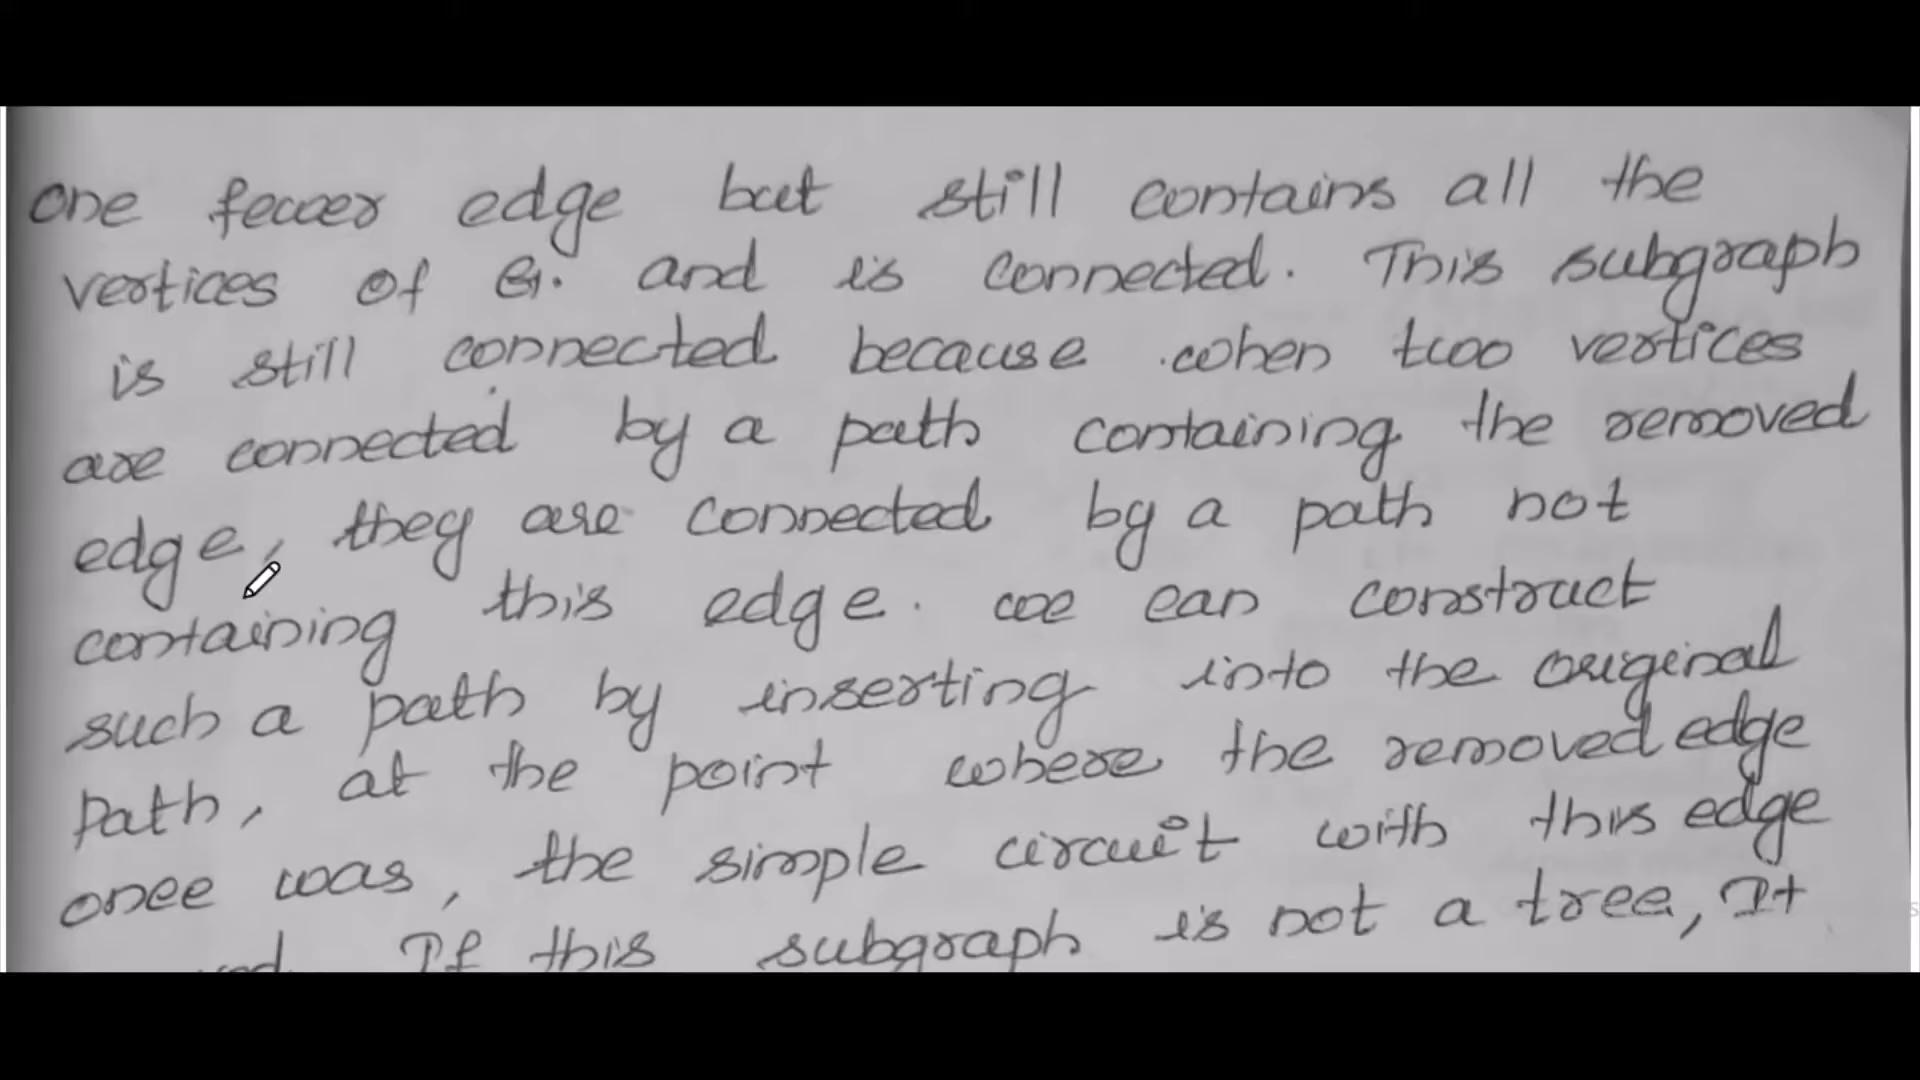 one fewer edge but still contains all the
vertices of G. and is connected. This subgraph
is still connected because when two vertices
are connected by a path containing the removed
edge, they are connected by a path not
containing this edge. we can construct
such a path by inserting into the original
Path, at the point where the removed edge
once was, the simple circuit with this edge
If this subgraph is not a tree, It